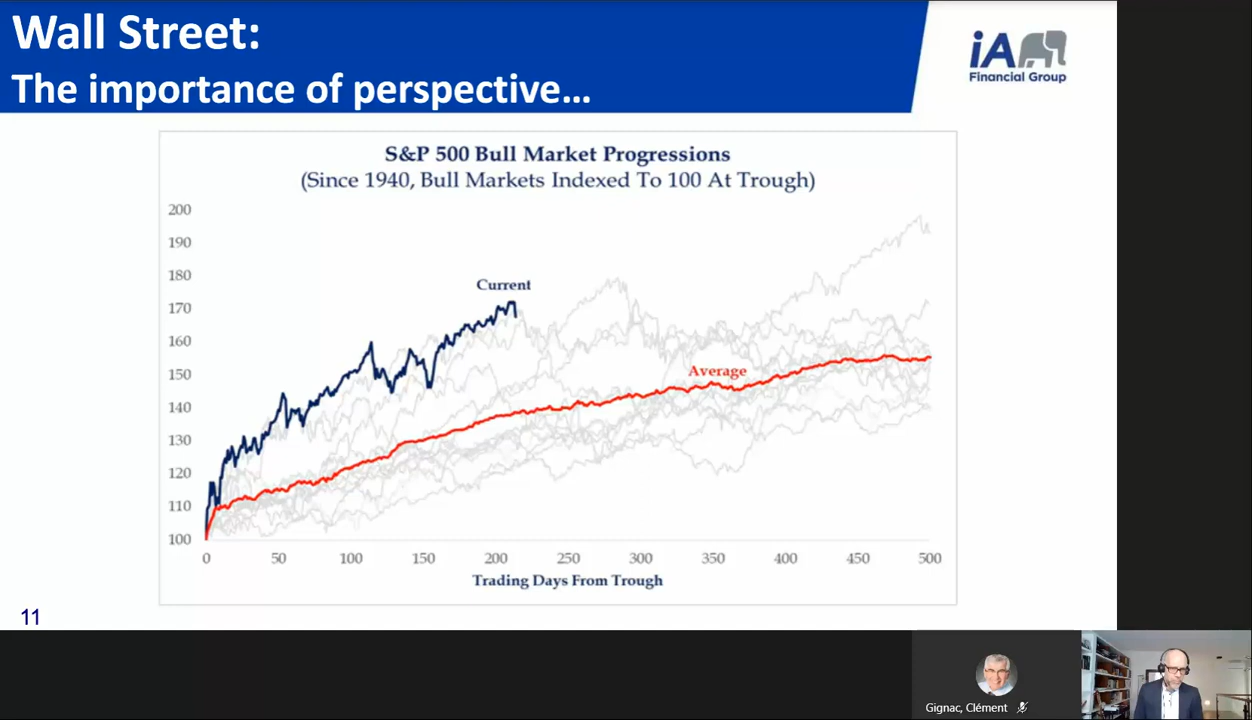 Wall Street:
The importance of perspective…
iA
Financial Group
S&P 500 Bull Market Progressions
(Since 1940, Bull Markets Indexed To 100 At Trough)
200
190
180
170
160
150
140
130
120
110
100
Current
Average
0 50 100 150 200 250 300 350 400 450 500
Trading Days From Trough
11
Gignac, Clément